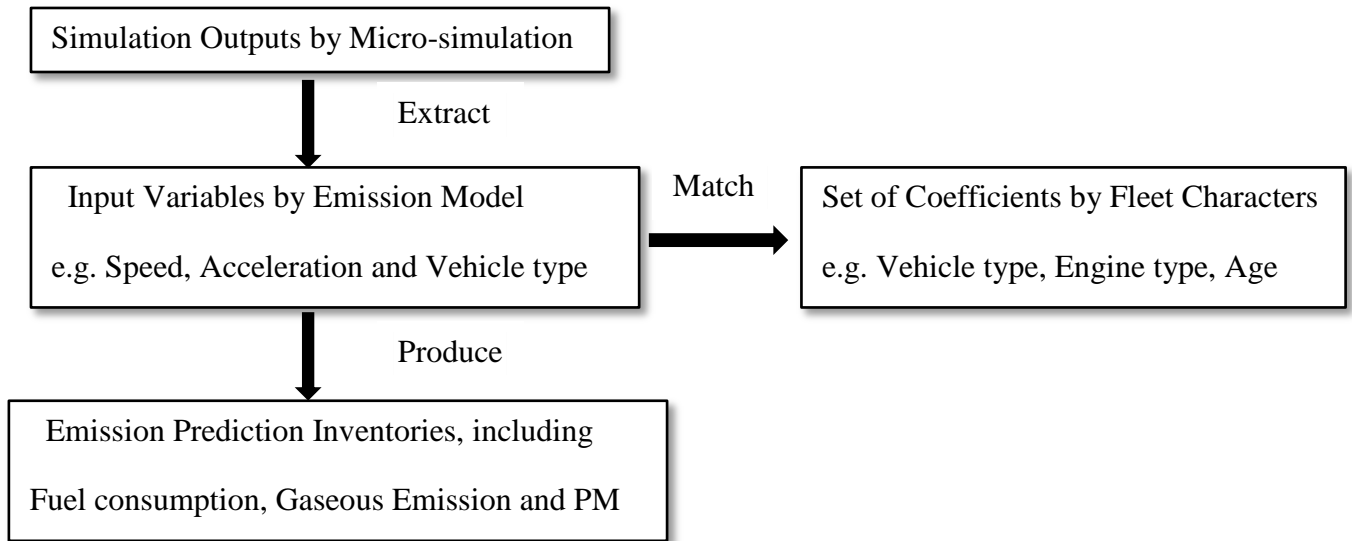 Simulation Outputs by Micro-simulation
Extract
Input Variables by Emission Model
e.g. Speed, Acceleration and Vehicle type
Match
Set of Coefficients by Fleet Characters
e.g. Vehicle type, Engine type, Age
Produce
Emission Prediction Inventories, including
Fuel consumption, Gaseous Emission and PM